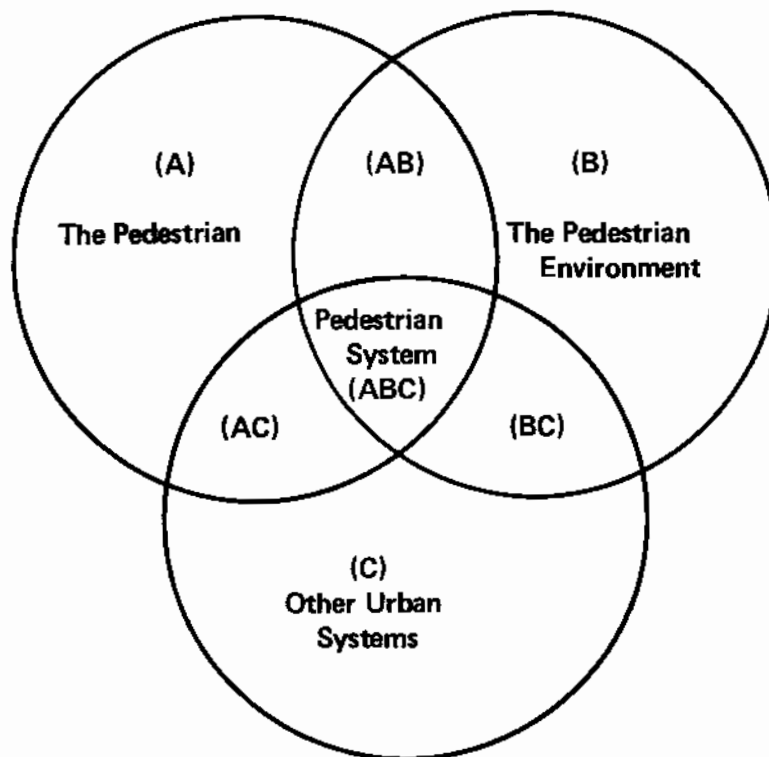 (A)
The Pedestrian
(AB)
(B)
The Pedestrian
Environment
Pedestrian
System
(ABC)
(AC)
(BC)
(C)
Other Urban
Systems